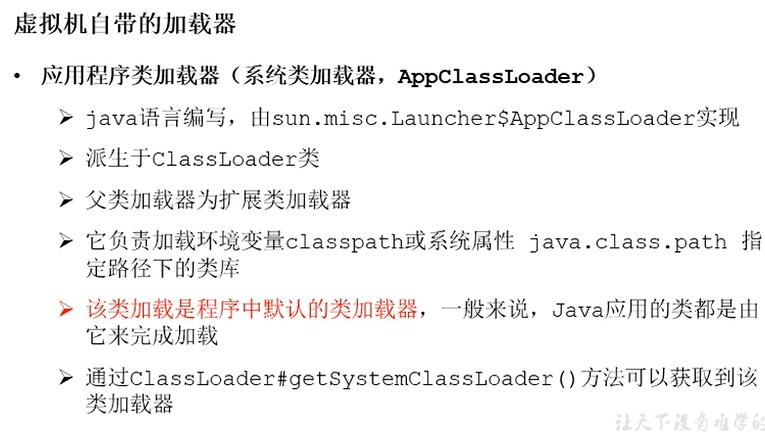 虚拟机自带的加载器
• 应用程序类加载器（系统类加载器，AppClassLoader）
➢ java语言编写，由sun.misc.Launcher$AppClassLoader实现
➢ 派生于ClassLoader类
➢ 父类加载器为扩展类加载器
➢ 它负责加载环境变量classpath或系统属性 java.class.path 指
定路径下的类库
➢ 该类加载是程序中默认的类加载器，一般来说，Java应用的类都是由
它来完成加载
➢ 通过ClassLoader#getSystemClassLoader()方法可以获取到该
类加载器
让天下没有难学的